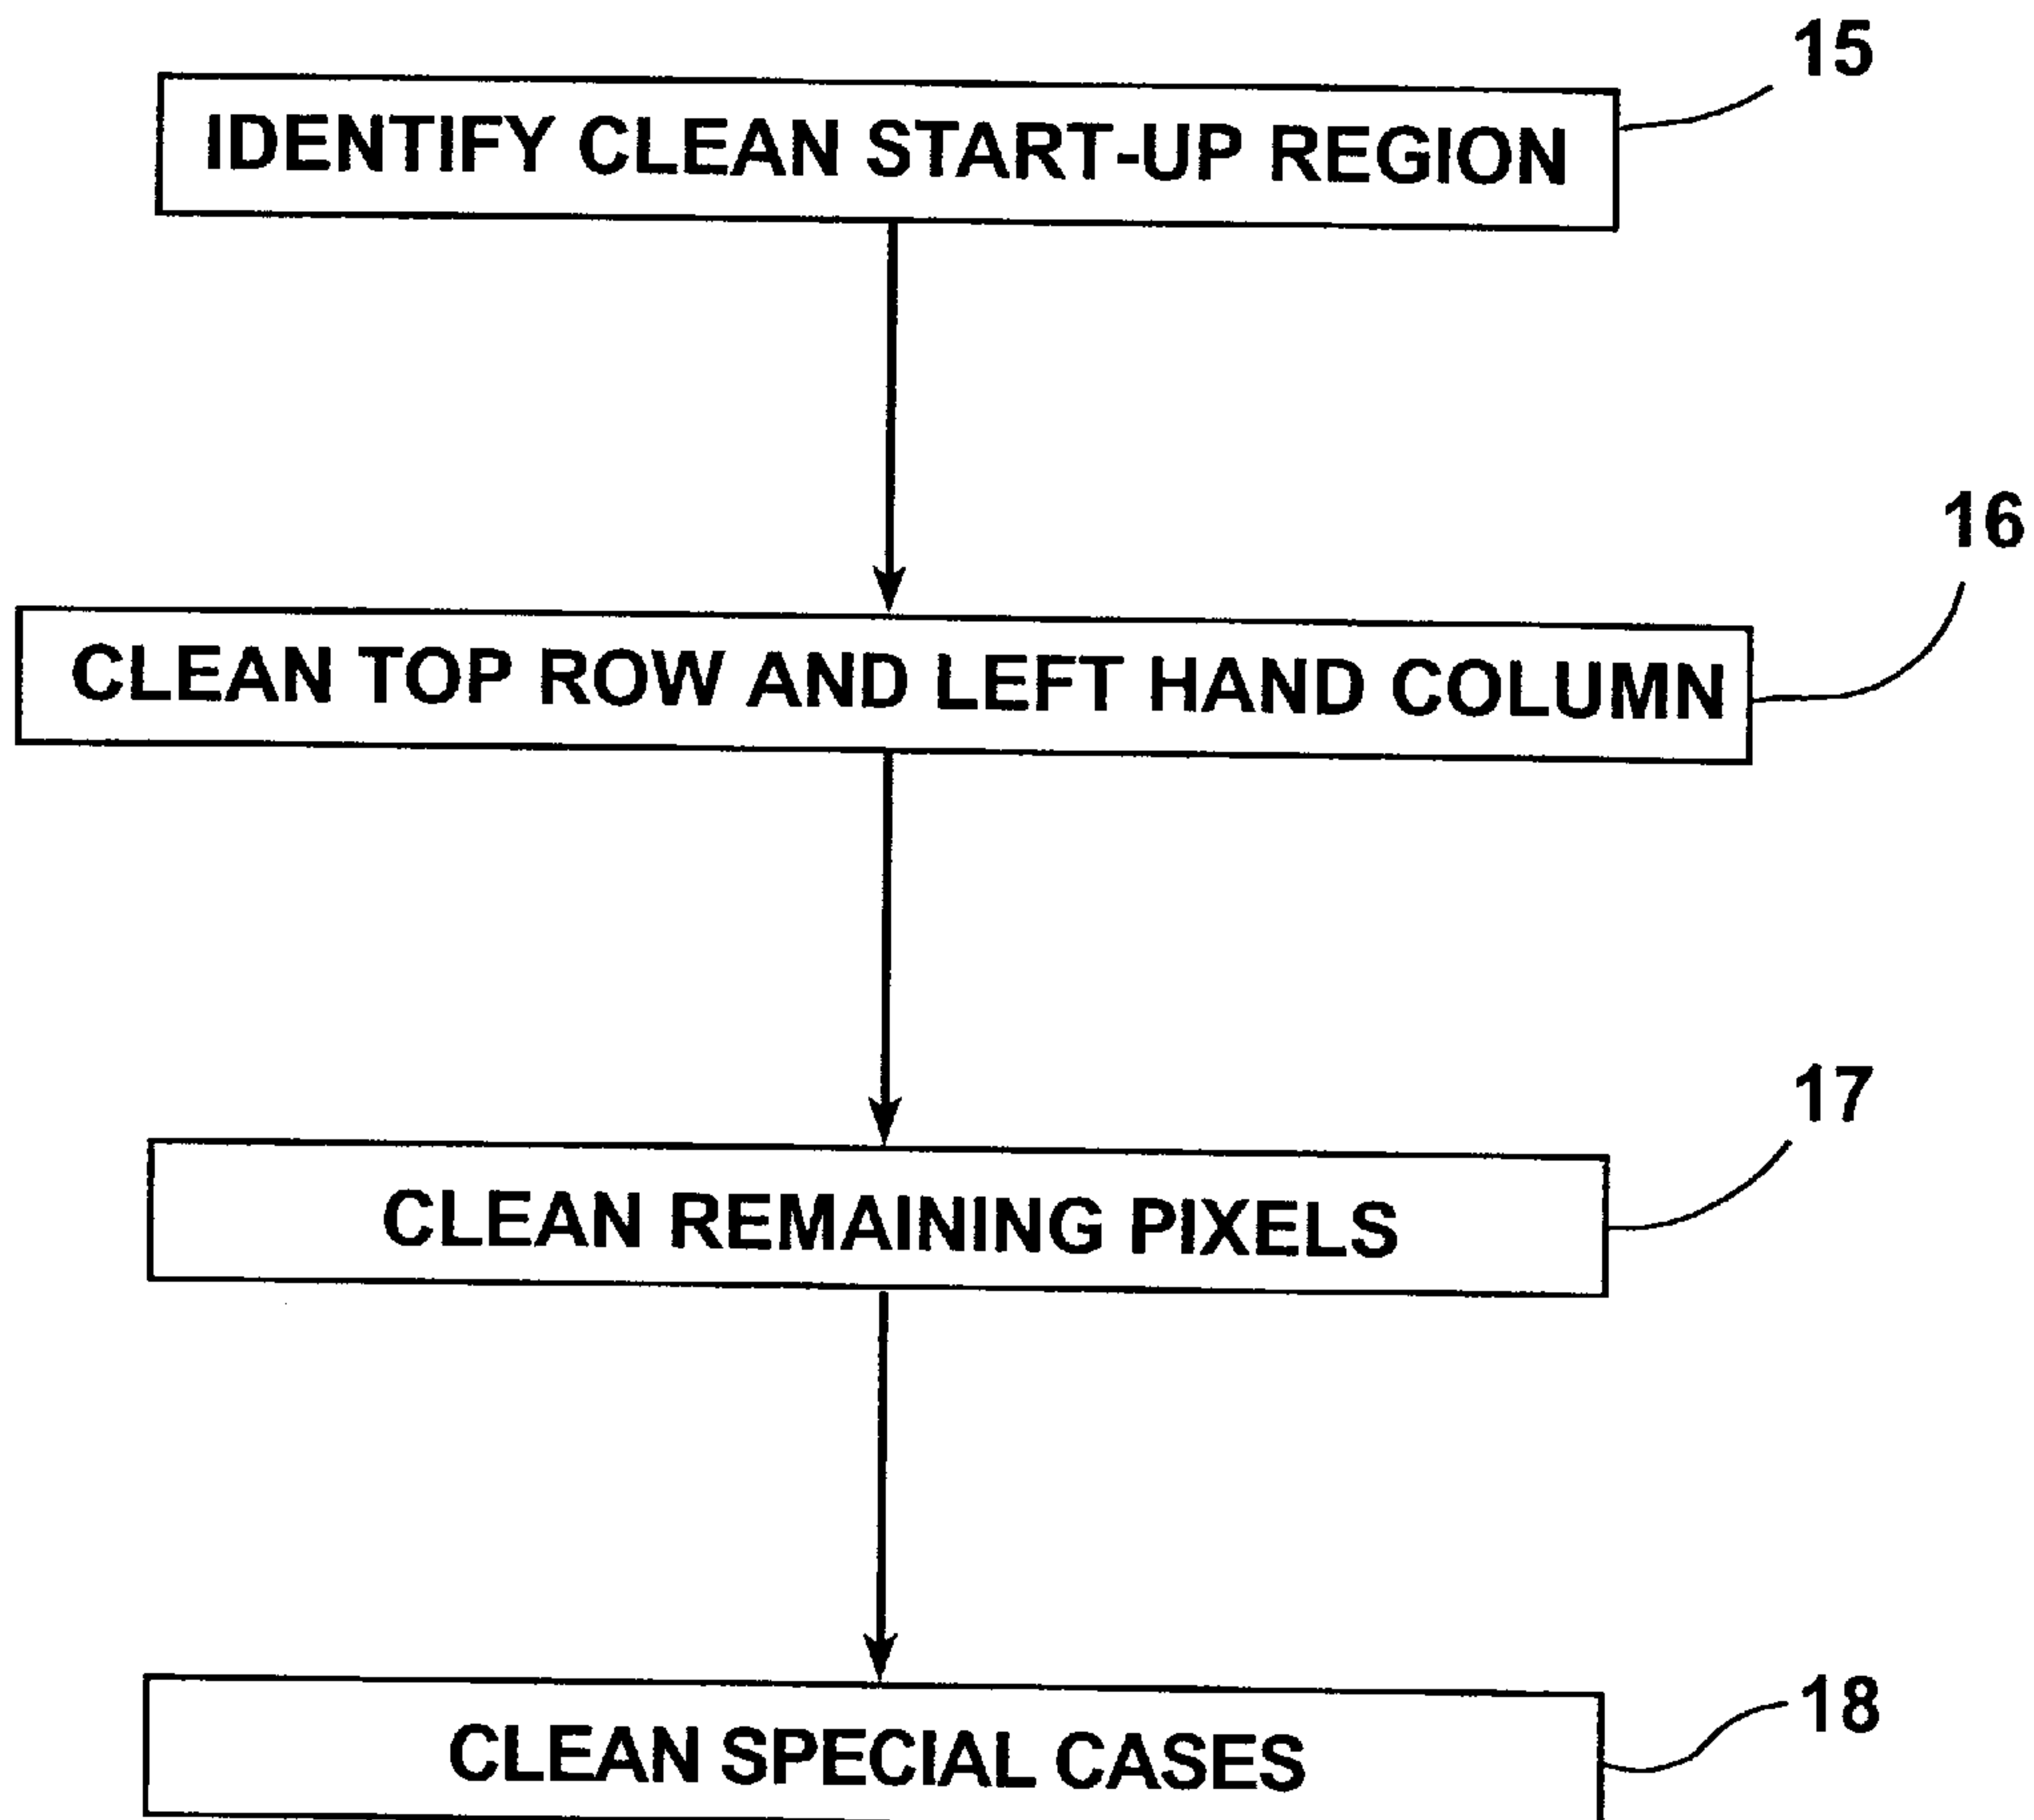 15
IDENTIFY CLEAN START-UP REGION
16
CLEAN TOP ROW AND LEFT HAND COLUMN
17
CLEAN REMAINING PIXELS
18
CLEAN SPECIAL CASES